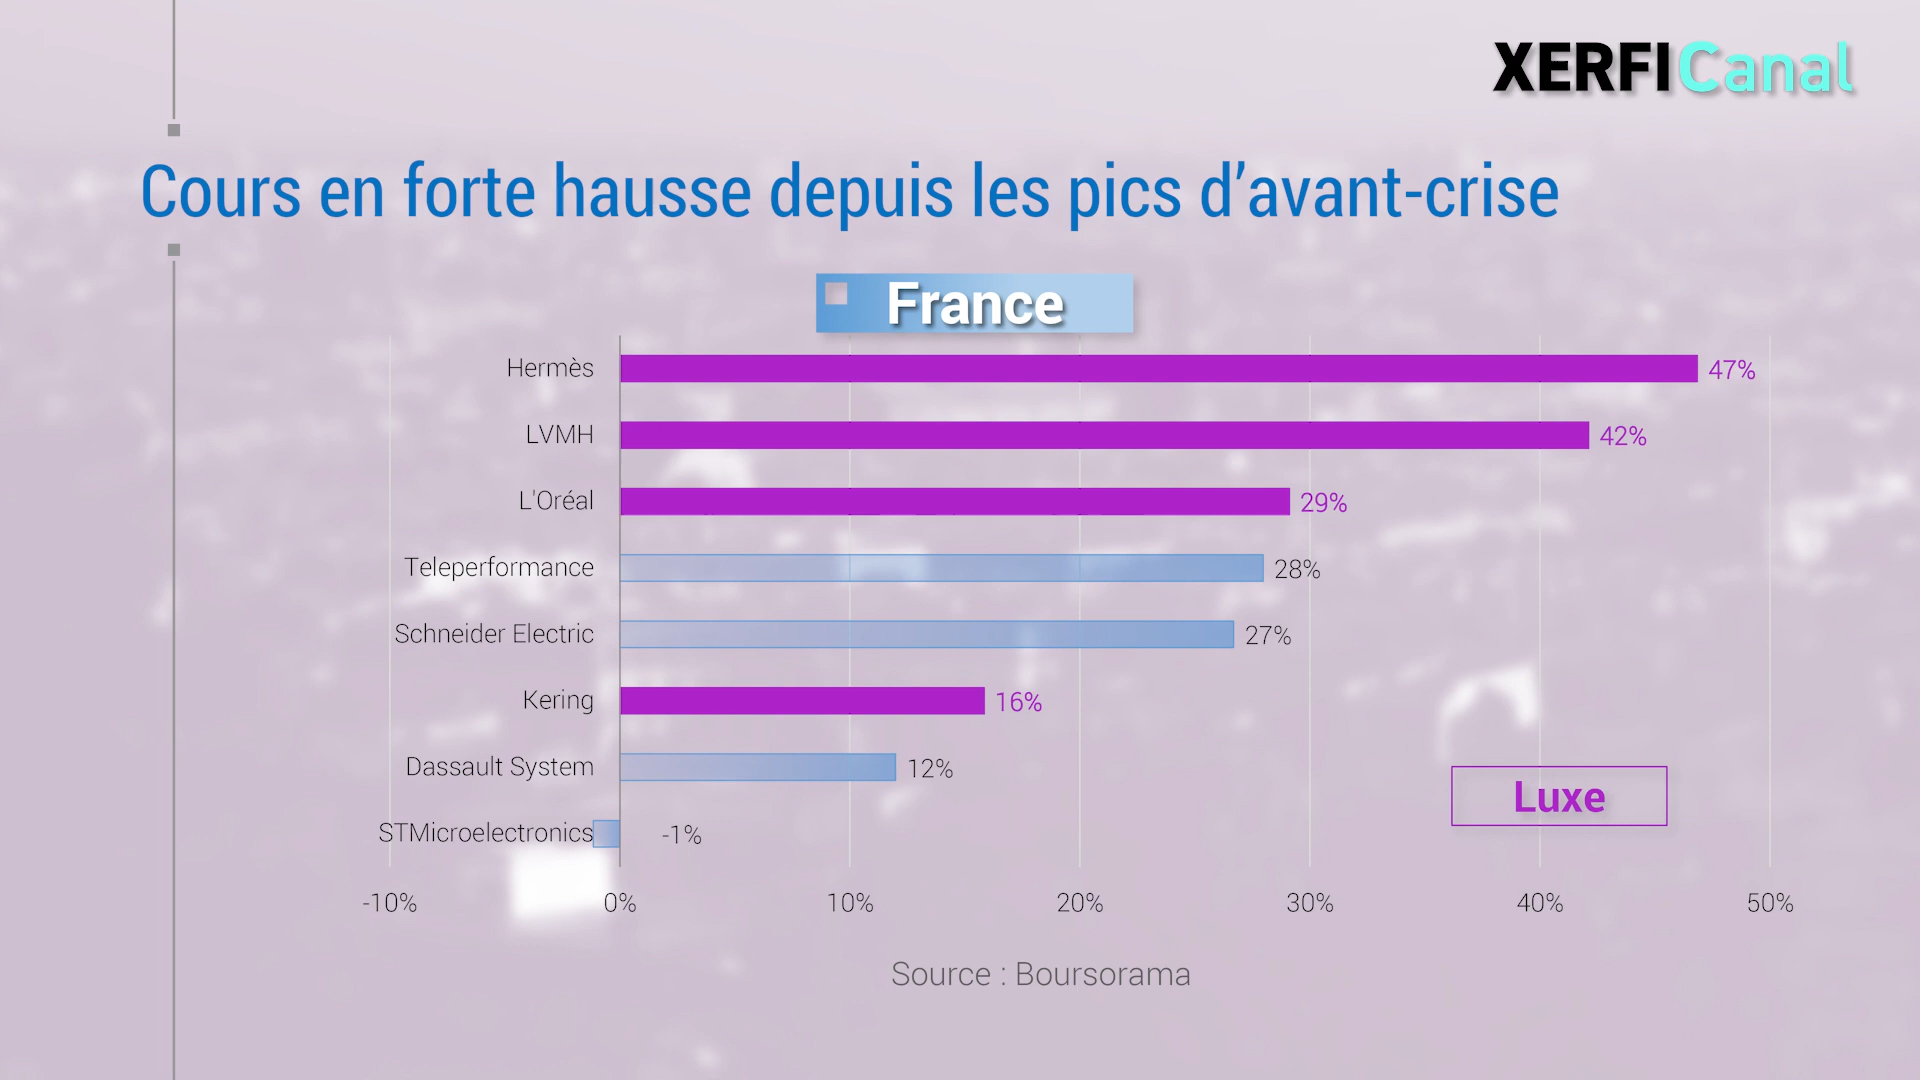 XERFI Canal
Cours en forte hausse depuis les pics d’avant-crise
France
Hermès 47%
LVMH 42%
L'Oréal 29%
Teleperformance 28%
Schneider Electric 27%
Kering 16%
Dassault System 12%
Luxe
STMicroelectronics -1%
-10% 0% 10% 20% 30% 40% 50%
Source : Boursorama